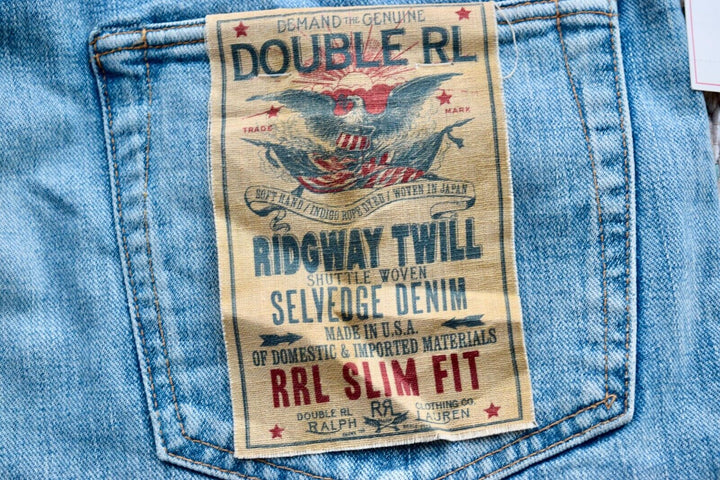 DEMAND THE GENUINE
DOUBLE RL
TRADE MARK
SOFT HAND / INDIGO ROPE DYED / WOVEN IN JAPAN
RIDGWAY TWILL
SHUTTLE WOVEN
SELVEDGE DENIM
MADE IN U.S.A.
OF DOMESTIC & IMPORTED MATERIALS
RRL SLIM FIT
DOUBLE RL RR CLOTHING CO.
RALPH LAUREN